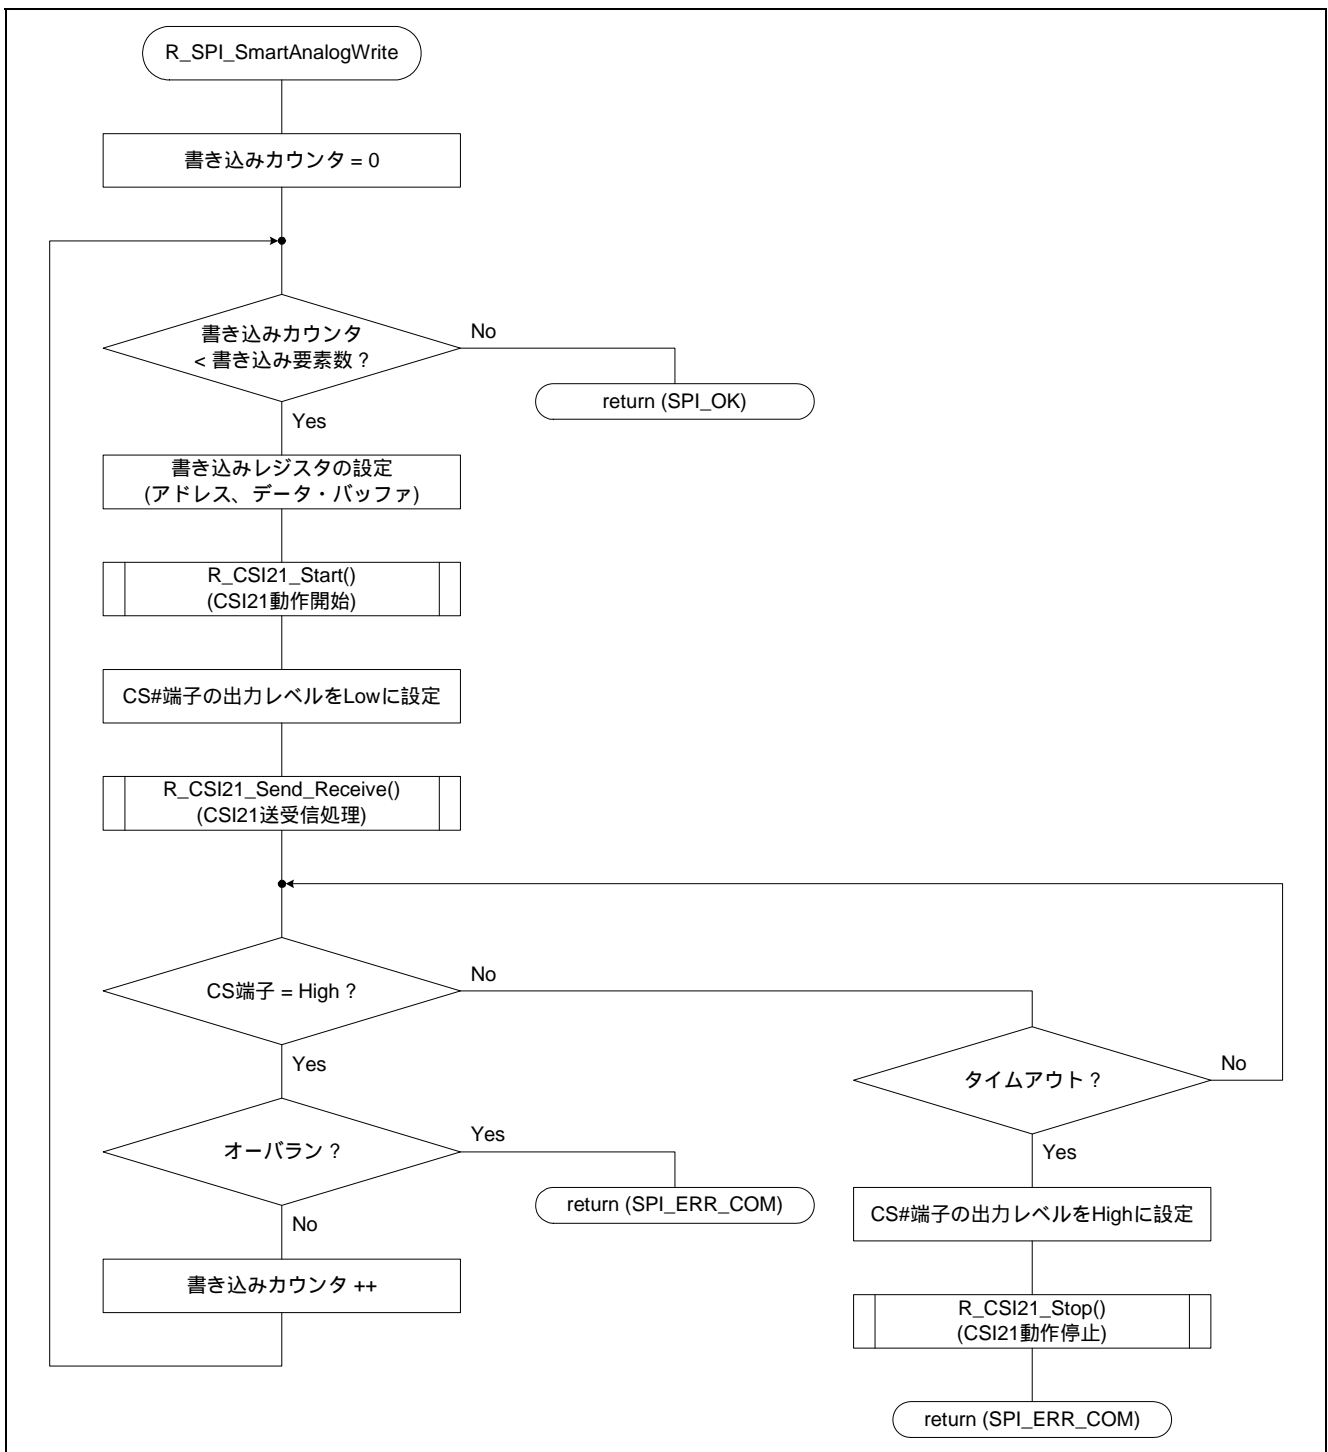 R_SPI_SmartAnalogWrite
書き込みカウンタ = 0
書き込みカウンタ
< 書き込み要素数 ?
No
return (SPI_OK)
Yes
書き込みレジスタの設定
(アドレス、データ・バッファ)
R_CSI21_Start()
(CSI21動作開始)
CS#端子の出力レベルをLowに設定
R_CSI21_Send_Receive()
(CSI21送受信処理)
CS端子 = High ?
No
Yes
タイムアウト ?
No
オーバラン ?
Yes
Yes
return (SPI_ERR_COM)
CS#端子の出力レベルをHighに設定
No
書き込みカウンタ ++
R_CSI21_Stop()
(CSI21動作停止)
return (SPI_ERR_COM)